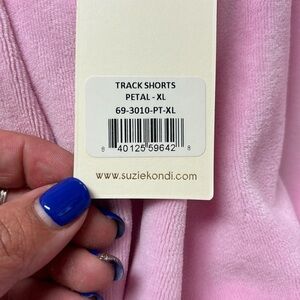 TRACK SHORTS
PETAL - XL
69-3010-PT-XL
8 40125 59642 8
www.suziekondi.com